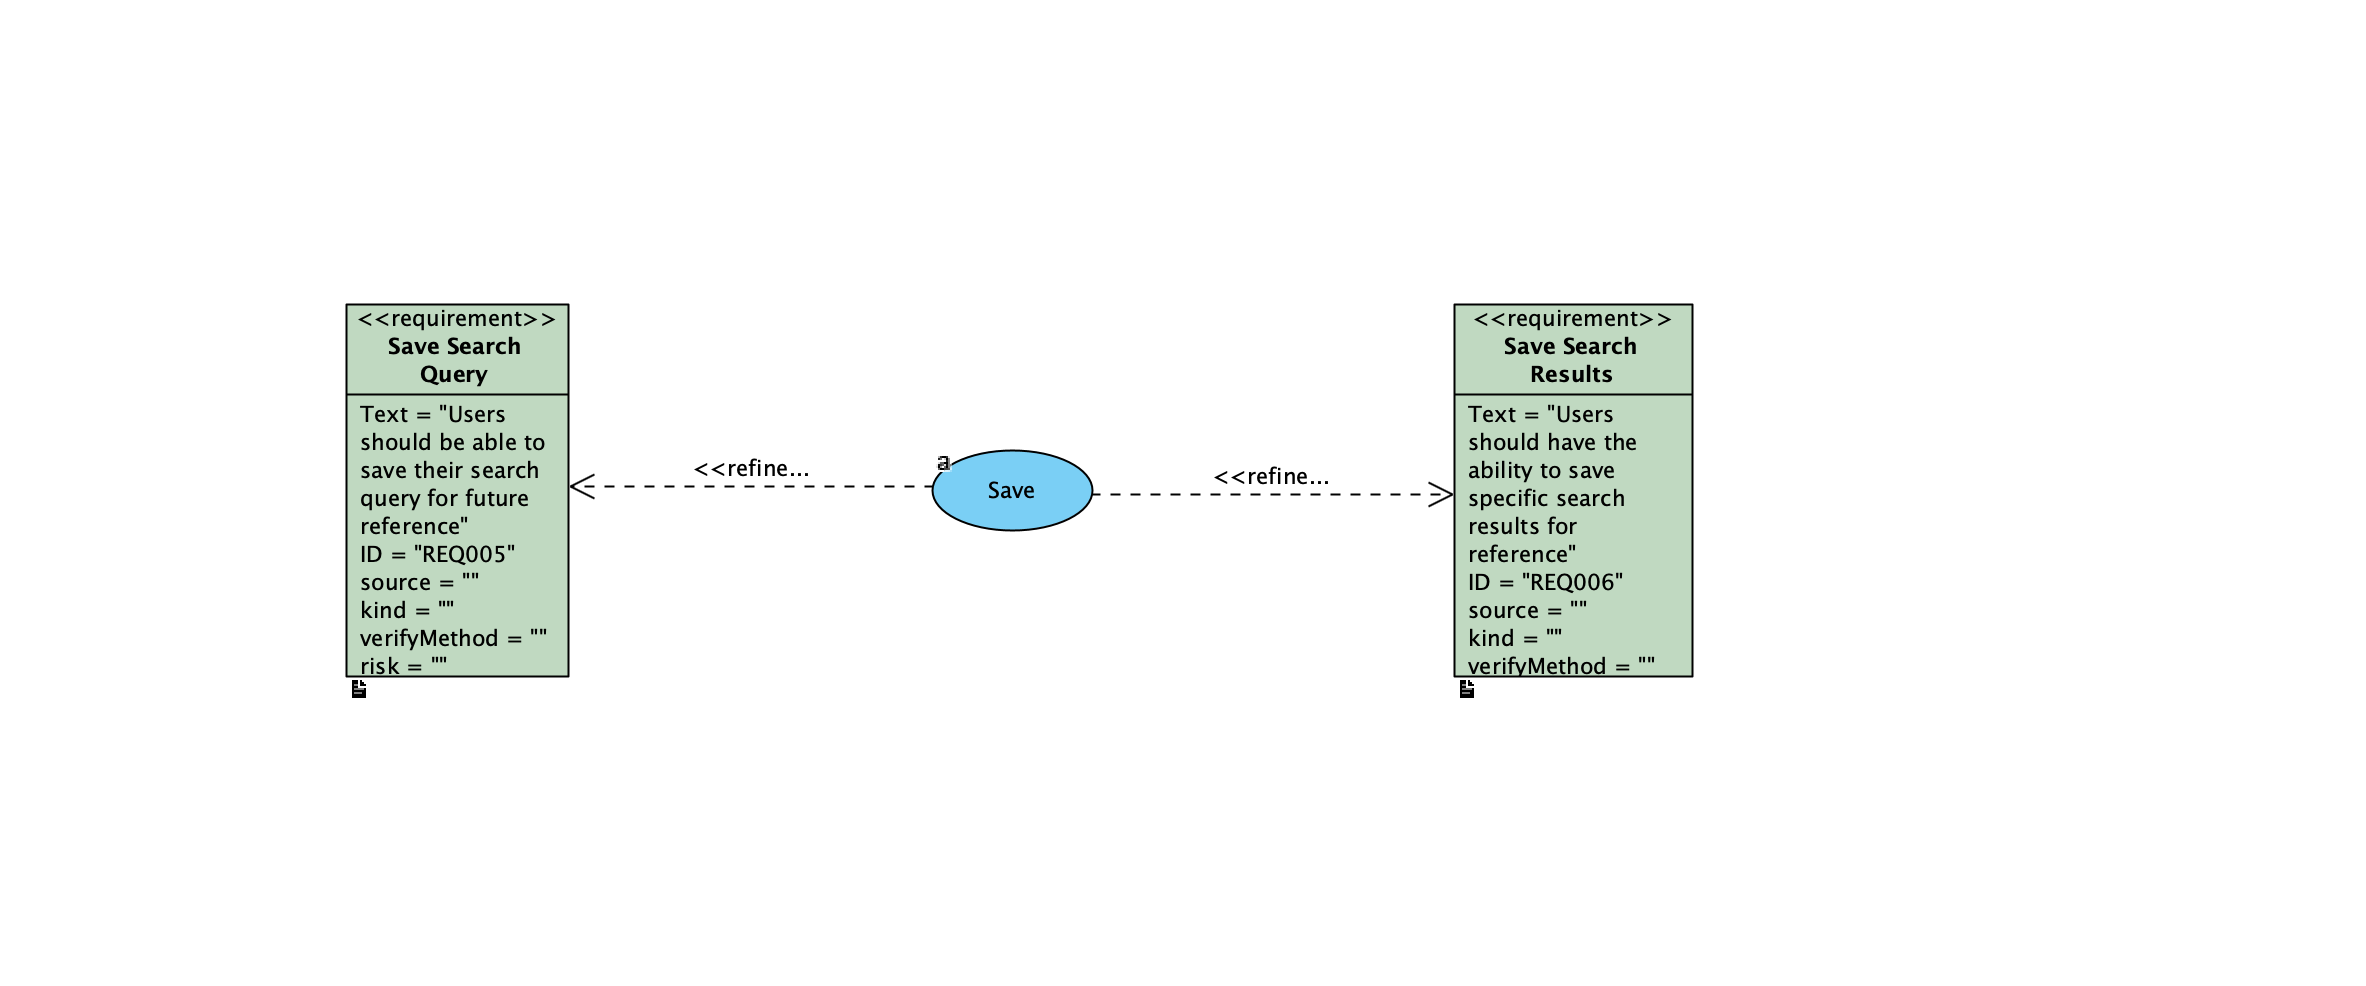 <<requirement>>
Save Search
Query
Text = "Users
should be able to
save their search
query for future
reference"
ID = "REQ005"
source = ""
kind = ""
verifyMethod = ""
risk = ""
<<refine...
a
Save
<<refine...
<<requirement>>
Save Search
Results
Text = "Users
should have the
ability to save
specific search
results for
reference"
ID = "REQ006"
source = ""
kind = ""
verifyMethod = ""